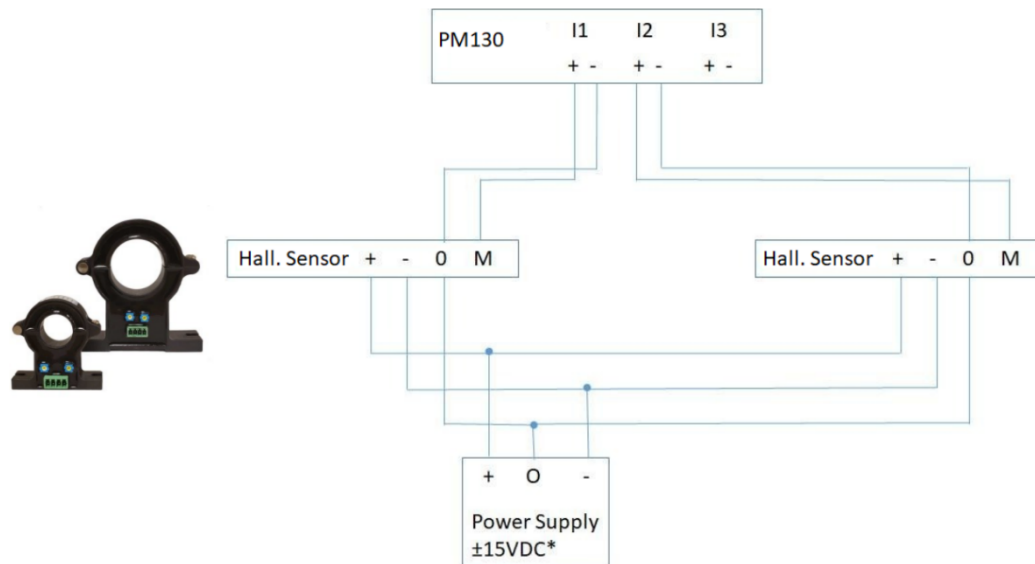 PM130 I1 I2 I3
+ - + - + -
Hall. Sensor + - 0 M
Hall. Sensor + - 0 M
+ O -
Power Supply
±15VDC*